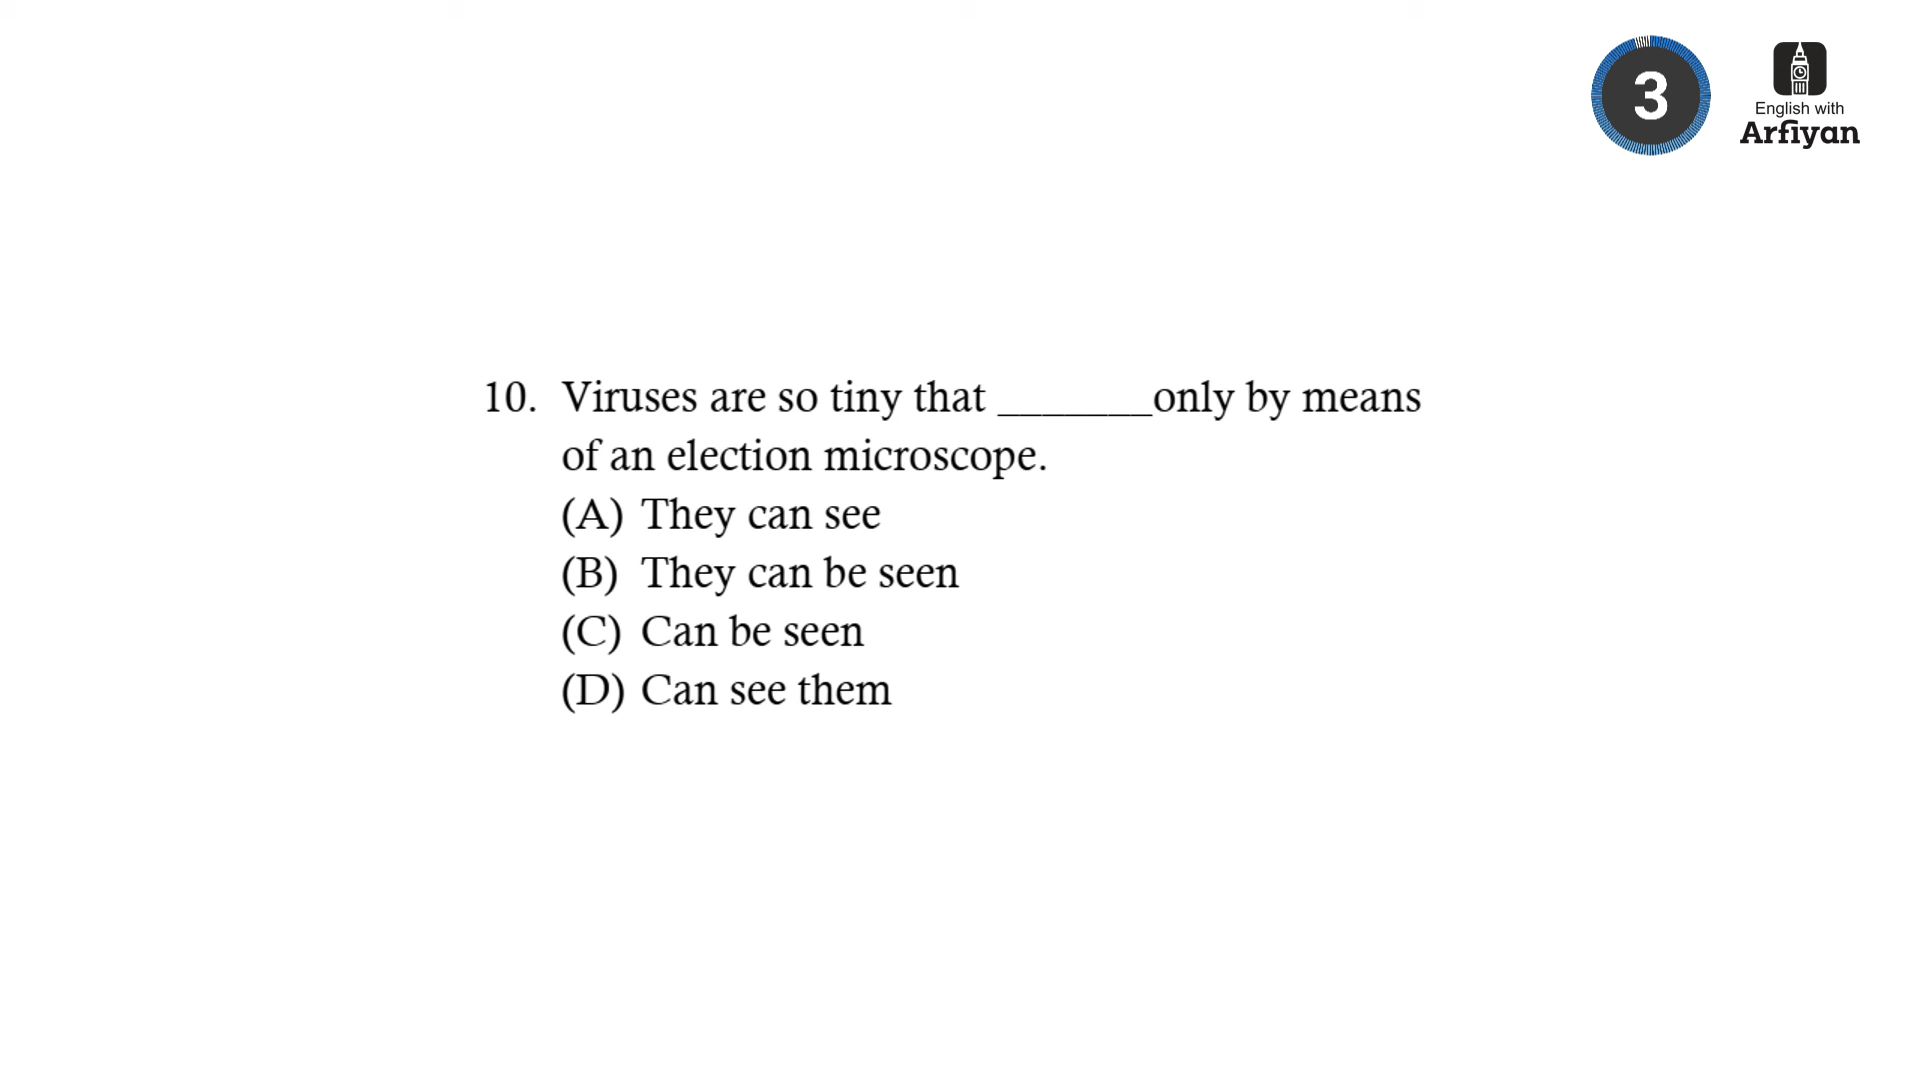 3
English with
Arfiyan
10. Viruses are so tiny that _______only by means
of an election microscope.
(A) They can see
(B) They can be seen
(C) Can be seen
(D) Can see them